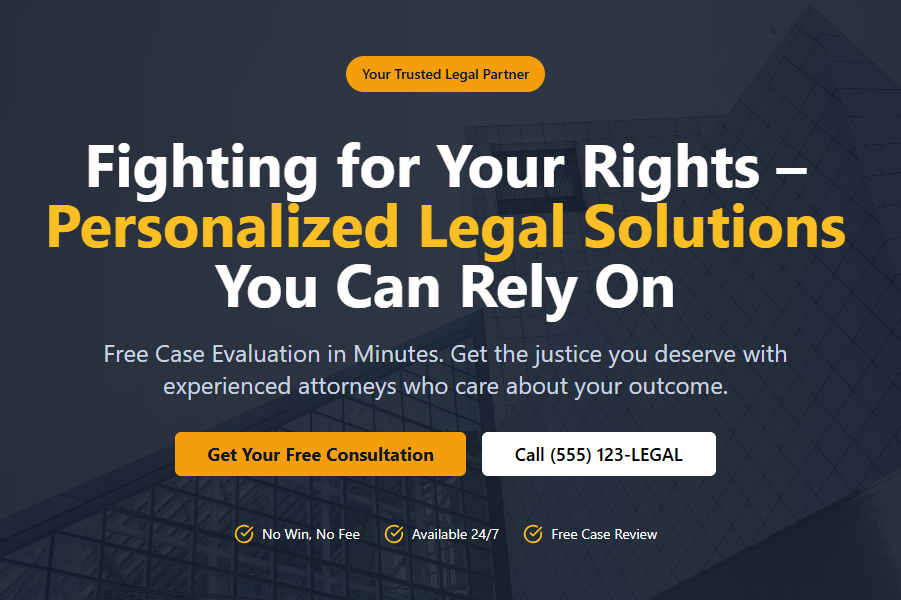 Your Trusted Legal Partner
Fighting for Your Rights –
Personalized Legal Solutions
You Can Rely On
Free Case Evaluation in Minutes. Get the justice you deserve with
experienced attorneys who care about your outcome.
Get Your Free Consultation
Call (555) 123-LEGAL
No Win, No Fee
Available 24/7
Free Case Review